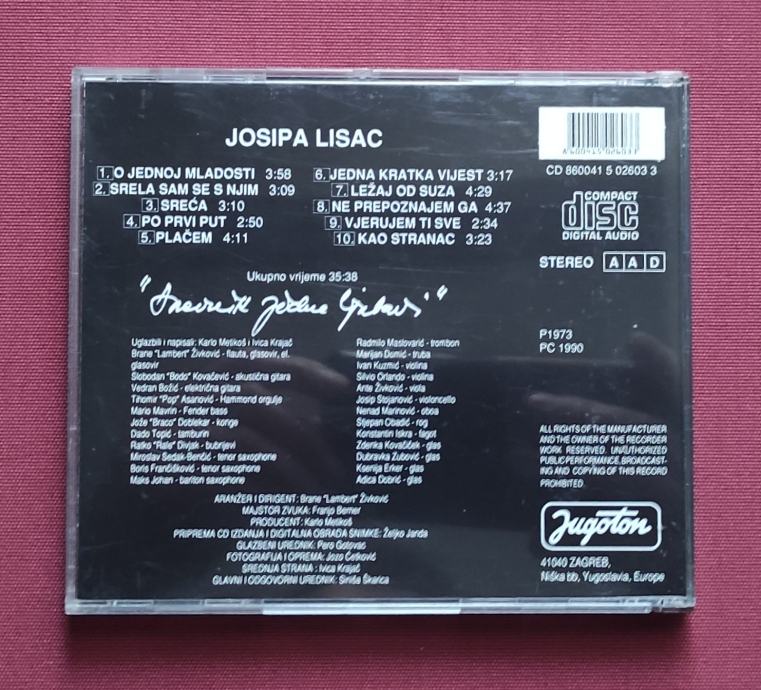 JOSIPA LISAC
1. O JEDNOJ MLADOSTI 3:58
2. SRELA SAM SE S NJIM 3:09
3. SREĆA 3:10
4. PO PRVI PUT 2:50
5. PLAČEM 4:11
6. JEDNA KRATKA VIJEST 3:17
7. LEŽAJ OD SUZA 4:29
8. NE PREPOZNAJEM GA 4:37
9. VJERUJEM TI SVE 2:34
10. KAO STRANAC 3:23
Ukupno vrijeme 35:38
"Dnevnik jedne ljubavi"
Uglazbili i napisali: Karlo Metikoš i Ivica Krajač
Brane "Lambert" Živković - flauta, glasovir, el.
glasovir
Slobodan "Bodo" Kovačević - akustična gitara
Vedran Božić - električna gitara
Tihomir "Pop" Asanović - Hammond orgulje
Mario Mavrin - Fender bass
Jože "Braco" Doblekar - konge
Dado Topić - tamburin
Ratko "Rale" Divjak - bubnjevi
Miroslav Sedak-Benčić - tenor saxophone
Boris Frančišković - tenor saxophone
Maks Johan - bariton saxophone
Radmilo Maslovarić - trombon
Marijan Domić - truba
Ivan Kuzmić - violina
Silvio Orlando - violina
Ante Živković - viola
Josip Stojanović - violoncello
Nenad Marinović - oboa
Stjepan Obadić - rog
Konstantin Iskra - fagot
Zdenka Kovačiček - glas
Dubravka Zubović - glas
Ksenija Erker - glas
Adica Dobrić - glas
ARANŽER I DIRIGENT: Brane "Lambert" Živković
MAJSTOR ZVUKA: Franjo Berner
PRODUCENT: Karlo Metikoš
PRIPREMA CD IZDANJA I DIGITALNA OBRADA SNIMKE: Željko Janda
GLAZBENI UREDNIK: Pero Gotovac
FOTOGRAFIJA I OPREMA: Jozo Ćetković
SREDNJA STRANA : Ivica Krajač
GLAVNI I ODGOVORNI UREDNIK: Siniša Škarica
CD 860041 5 02603 3
COMPACT
disc
DIGITAL AUDIO
STEREO A A D
P1973
PC 1990
ALL RIGHTS OF THE MANUFACTURER
AND THE OWNER OF THE RECORDER
WORK RESERVED. UNAUTHORIZED
PUBLIC PERFORMANCE, BROADCAST-
ING AND COPYING OF THIS RECORD
PROHIBITED.
Jugoton
41040 ZAGREB,
Niška bb, Yugoslavia, Europe